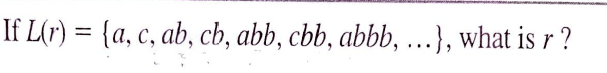 If L(r) = {a, c, ab, cb, abb, cbb, abbb, ...}, what is r ?